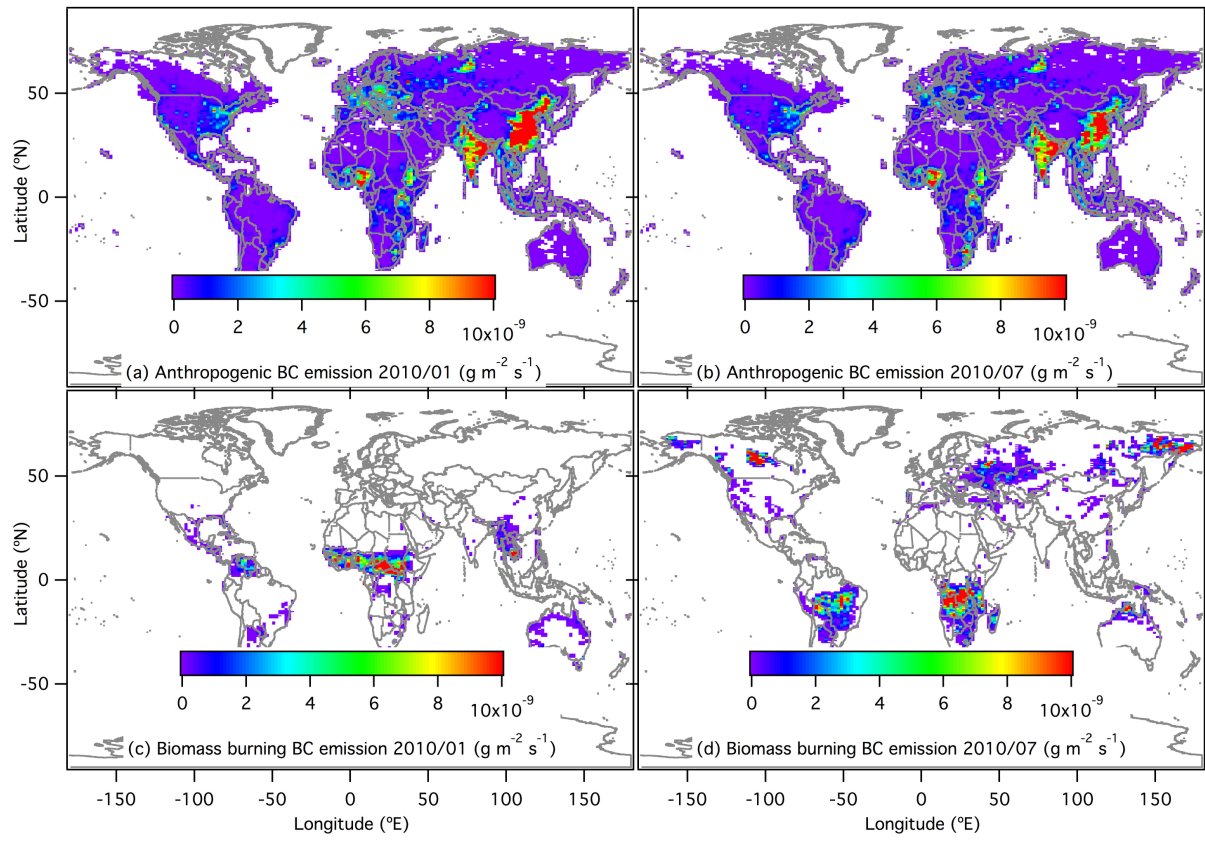 50
0
-50
Latitude (ºN)
0 2 4 6 8 10x10⁻⁹
(a) Anthropogenic BC emission 2010/01 (g m⁻² s⁻¹)
0 2 4 6 8 10x10⁻⁹
(b) Anthropogenic BC emission 2010/07 (g m⁻² s⁻¹)
50
0
-50
Latitude (ºN)
0 2 4 6 8 10x10⁻⁹
(c) Biomass burning BC emission 2010/01 (g m⁻² s⁻¹)
0 2 4 6 8 10x10⁻⁹
(d) Biomass burning BC emission 2010/07 (g m⁻² s⁻¹)
-150 -100 -50 0 50 100 150
Longitude (ºE)
-150 -100 -50 0 50 100 150
Longitude (ºE)